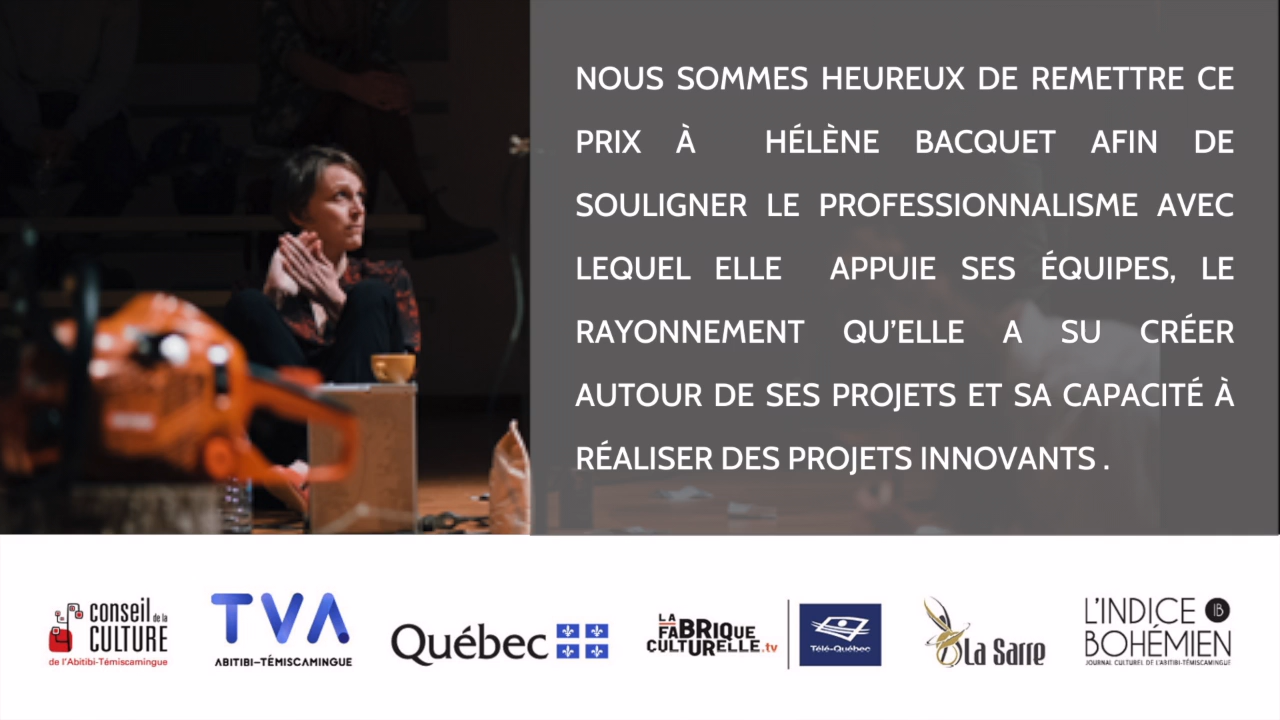 NOUS SOMMES HEUREUX DE REMETTRE CE
PRIX À HÉLÈNE BACQUET AFIN DE
SOULIGNER LE PROFESSIONNALISME AVEC
LEQUEL ELLE APPUIE SES ÉQUIPES, LE
RAYONNEMENT QU'ELLE A SU CRÉER
AUTOUR DE SES PROJETS ET SA CAPACITÉ À
RÉALISER DES PROJETS INNOVANTS .
conseil de la
CULTURE
de l'Abitibi-Témiscamingue
TVA
ABITIBI-TÉMISCAMINGUE
Québec
LA
FABRIQUE
CULTURELLE.tv
Télé-Québec
La Sarre
L'INDICE
IB
BOHÉMIEN
JOURNAL CULTUREL DE L'ABITIBI-TÉMISCAMINGUE